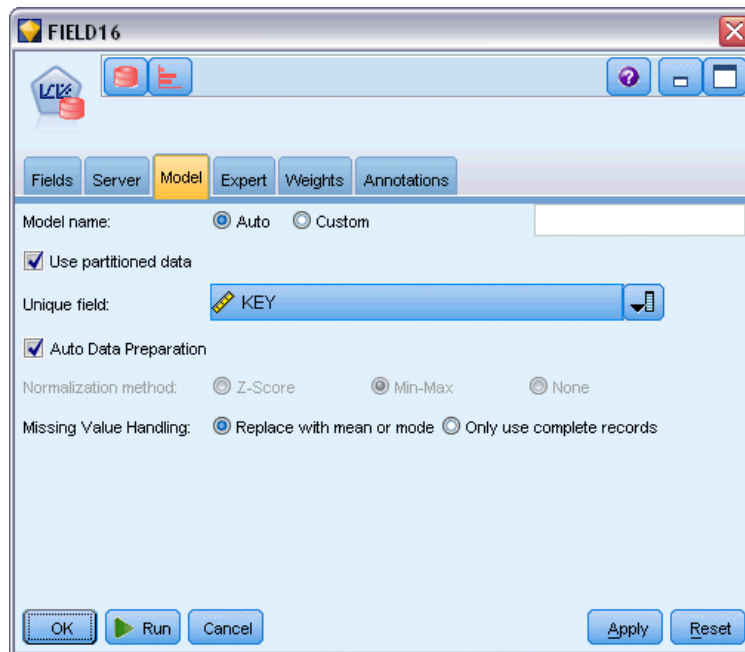 FIELD16
Fields Server Model Expert Weights Annotations
Model name: Auto Custom
Use partitioned data
Unique field: KEY
Auto Data Preparation
Normalization method: Z-Score Min-Max None
Missing Value Handling: Replace with mean or mode Only use complete records
OK Run Cancel Apply Reset